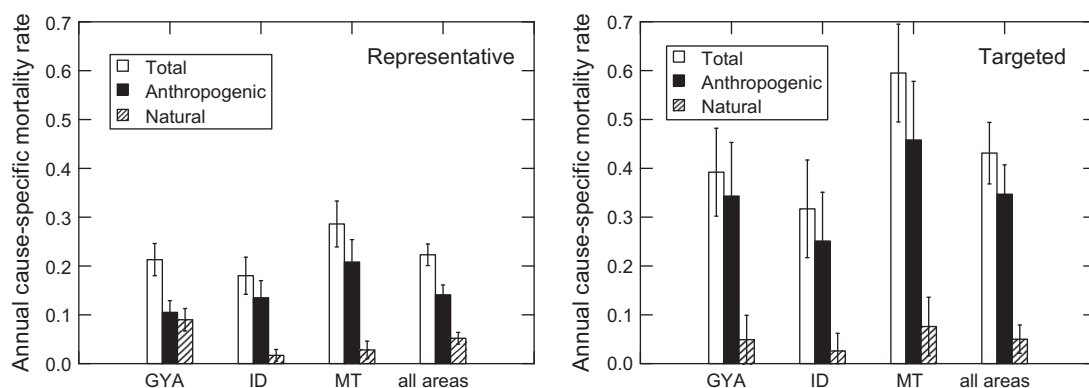 Annual cause-specific mortality rate
0.7
0.6
0.5
0.4
0.3
0.2
0.1
0.0
Total
Anthropogenic
Natural
Representative
GYA ID MT all areas
Annual cause-specific mortality rate
0.7
0.6
0.5
0.4
0.3
0.2
0.1
0.0
Total
Anthropogenic
Natural
Targeted
GYA ID MT all areas